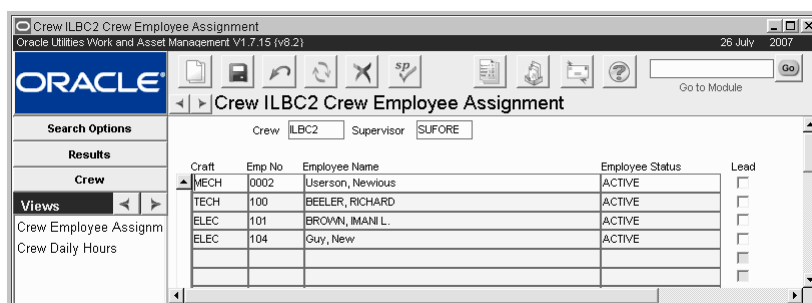 Crew ILBC2 Crew Employee Assignment
Oracle Utilities Work and Asset Management V1.7.15 {v8.2} 26 July 2007
ORACLE®
sp
Go
Go to Module
Crew ILBC2 Crew Employee Assignment
Search Options
Results
Crew
Views
Crew Employee Assignm
Crew Daily Hours
Crew ILBC2 Supervisor SUFORE
Craft Emp No Employee Name Employee Status Lead
MECH 0002 Userson, Newious ACTIVE
TECH 100 BEELER, RICHARD ACTIVE
ELEC 101 BROWN, IMANI L. ACTIVE
ELEC 104 Guy, New ACTIVE